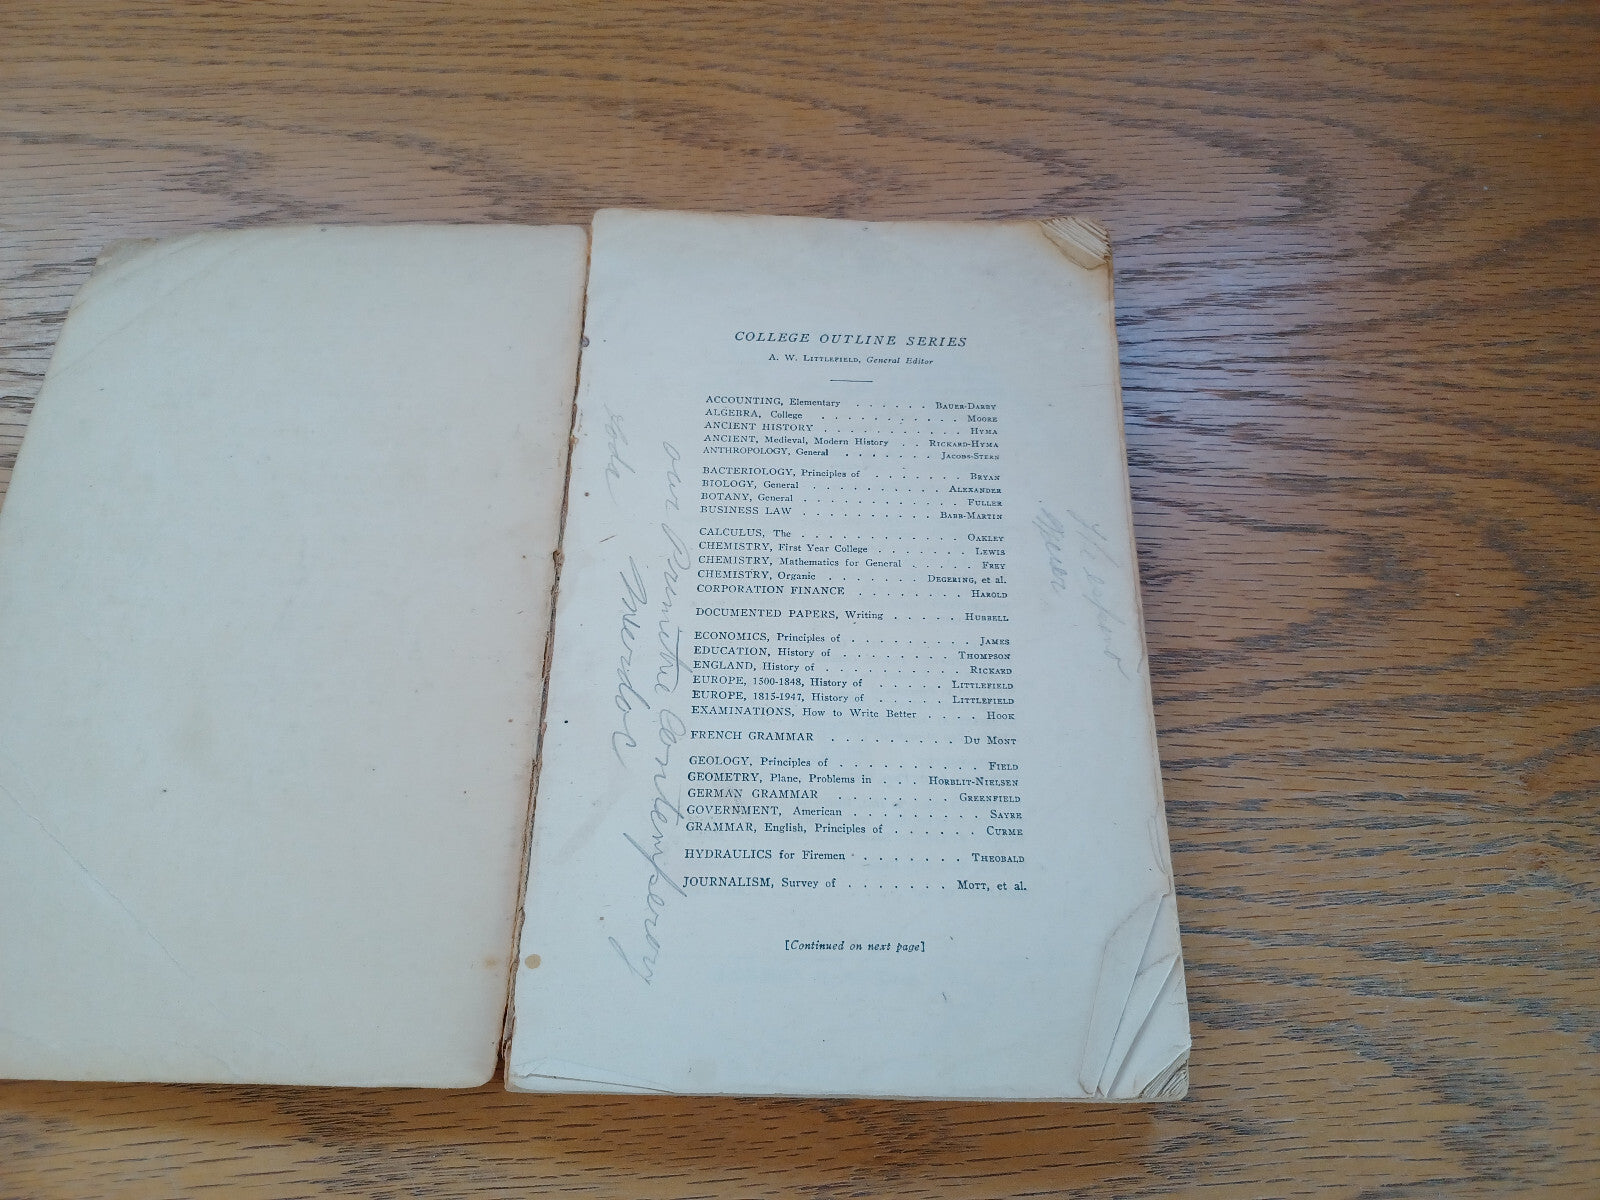 COLLEGE OUTLINE SERIES
A. W. LITTLEFIELD, General Editor
ACCOUNTING, Elementary . . . . . . BAUER-DARBY
ALGEBRA, College . . . . . . . . . . MOORE
ANCIENT HISTORY . . . . . . . . . . HYMA
ANCIENT, Medieval, Modern History . . RICKARD-HYMA
ANTHROPOLOGY, General . . . . . . . JACOBS-STERN
BACTERIOLOGY, Principles of . . . . . . . BRYAN
BIOLOGY, General . . . . . . . . . . ALEXANDER
BOTANY, General . . . . . . . . . . . . FULLER
BUSINESS LAW . . . . . . . . . . BARB-MARTIN
CALCULUS, The . . . . . . . . . . . . . OAKLEY
CHEMISTRY, First Year College . . . . . . . LEWIS
CHEMISTRY, Mathematics for General . . . . . FREY
CHEMISTRY, Organic . . . . . . . DEGERING, et al.
CORPORATION FINANCE . . . . . . . . HAROLD
DOCUMENTED PAPERS, Writing . . . . . HUBBELL
ECONOMICS, Principles of . . . . . . . . . JAMES
EDUCATION, History of . . . . . . . . THOMPSON
ENGLAND, History of . . . . . . . . . RICKARD
EUROPE, 1500-1848, History of . . . . . LITTLEFIELD
EUROPE, 1815-1947, History of . . . . . LITTLEFIELD
EXAMINATIONS, How to Write Better . . . . HOOK
FRENCH GRAMMAR . . . . . . . . . DU MONT
GEOLOGY, Principles of . . . . . . . . . . FIELD
GEOMETRY, Plane, Problems in . . . HORBLIT-NIELSEN
GERMAN GRAMMAR . . . . . . . . GREENFIELD
GOVERNMENT, American . . . . . . . . . SAYRE
GRAMMAR, English, Principles of . . . . . . CURME
HYDRAULICS for Firemen . . . . . . . THEOBALD
JOURNALISM, Survey of . . . . . . . MOTT, et al.
[Continued on next page]
our Primitive Contemporary
Murdoc